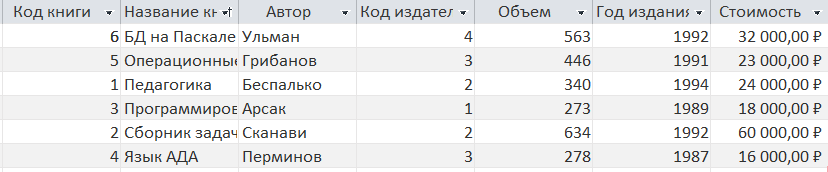 Код книги Название кн Автор Код издател Объем Год издания Стоимость
6 БД на Паскале Ульман 4 563 1992 32 000,00 ₽
5 Операционные Грибанов 3 446 1991 23 000,00 ₽
1 Педагогика Беспалько 2 340 1994 24 000,00 ₽
3 Программиров Арсак 1 273 1989 18 000,00 ₽
2 Сборник задач Сканави 2 634 1992 60 000,00 ₽
4 Язык АДА Перминов 3 278 1987 16 000,00 ₽